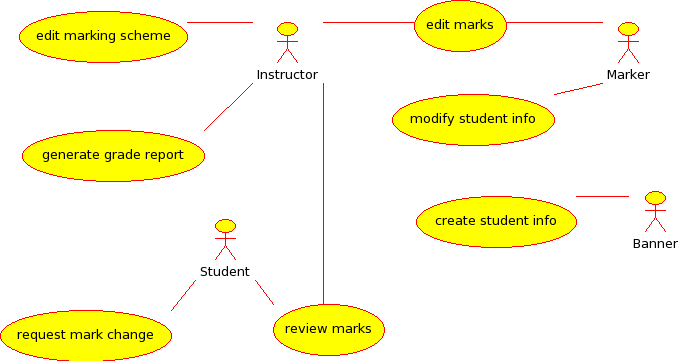 edit marks
edit marking scheme
Instructor
Marker
modify student info
generate grade report
create student info
Banner
Student
review marks
request mark change